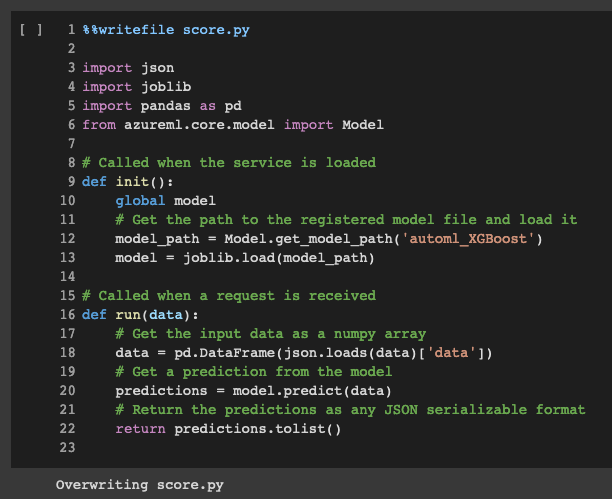 [ ] 1 %%writefile score.py
2
3 import json
4 import joblib
5 import pandas as pd
6 from azureml.core.model import Model
7
8 # Called when the service is loaded
9 def init():
10     global model
11     # Get the path to the registered model file and load it
12     model_path = Model.get_model_path('automl_XGBoost')
13     model = joblib.load(model_path)
14
15 # Called when a request is received
16 def run(data):
17     # Get the input data as a numpy array
18     data = pd.DataFrame(json.loads(data)['data'])
19     # Get a prediction from the model
20     predictions = model.predict(data)
21     # Return the predictions as any JSON serializable format
22     return predictions.tolist()
23
Overwriting score.py